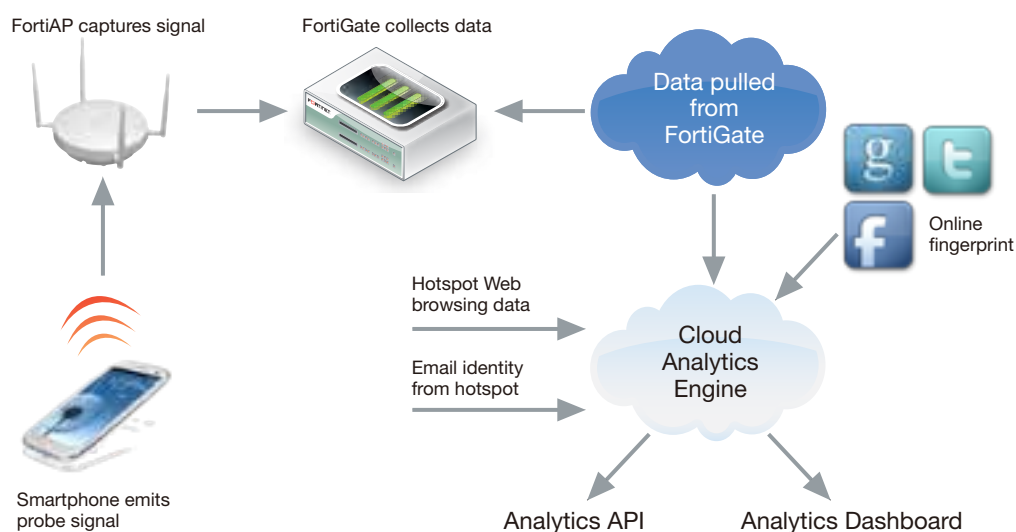 FortiAP captures signal
FortiGate collects data
FORTINET
Data pulled
from
FortiGate
g
t
f
Online
fingerprint
Hotspot Web
browsing data
Email identity
from hotspot
Cloud
Analytics
Engine
Smartphone emits
probe signal
Analytics API
Analytics Dashboard